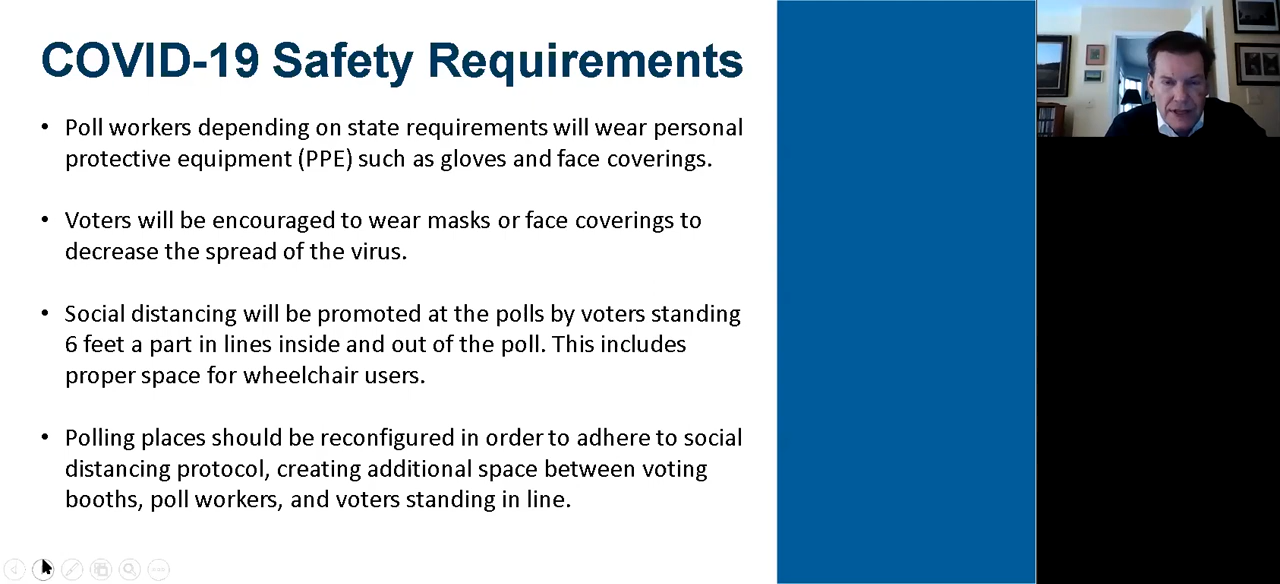 COVID-19 Safety Requirements
• Poll workers depending on state requirements will wear personal
protective equipment (PPE) such as gloves and face coverings.
• Voters will be encouraged to wear masks or face coverings to
decrease the spread of the virus.
• Social distancing will be promoted at the polls by voters standing
6 feet a part in lines inside and out of the poll. This includes
proper space for wheelchair users.
• Polling places should be reconfigured in order to adhere to social
distancing protocol, creating additional space between voting
booths, poll workers, and voters standing in line.